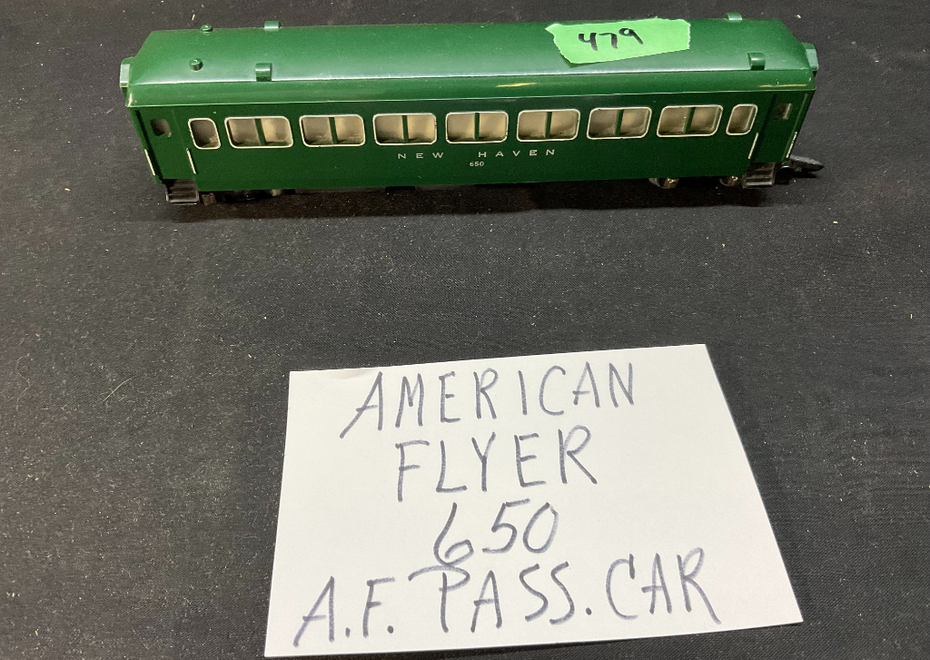 479
NEW HAVEN
650
AMERICAN
FLYER
650
A.F. PASS. CAR